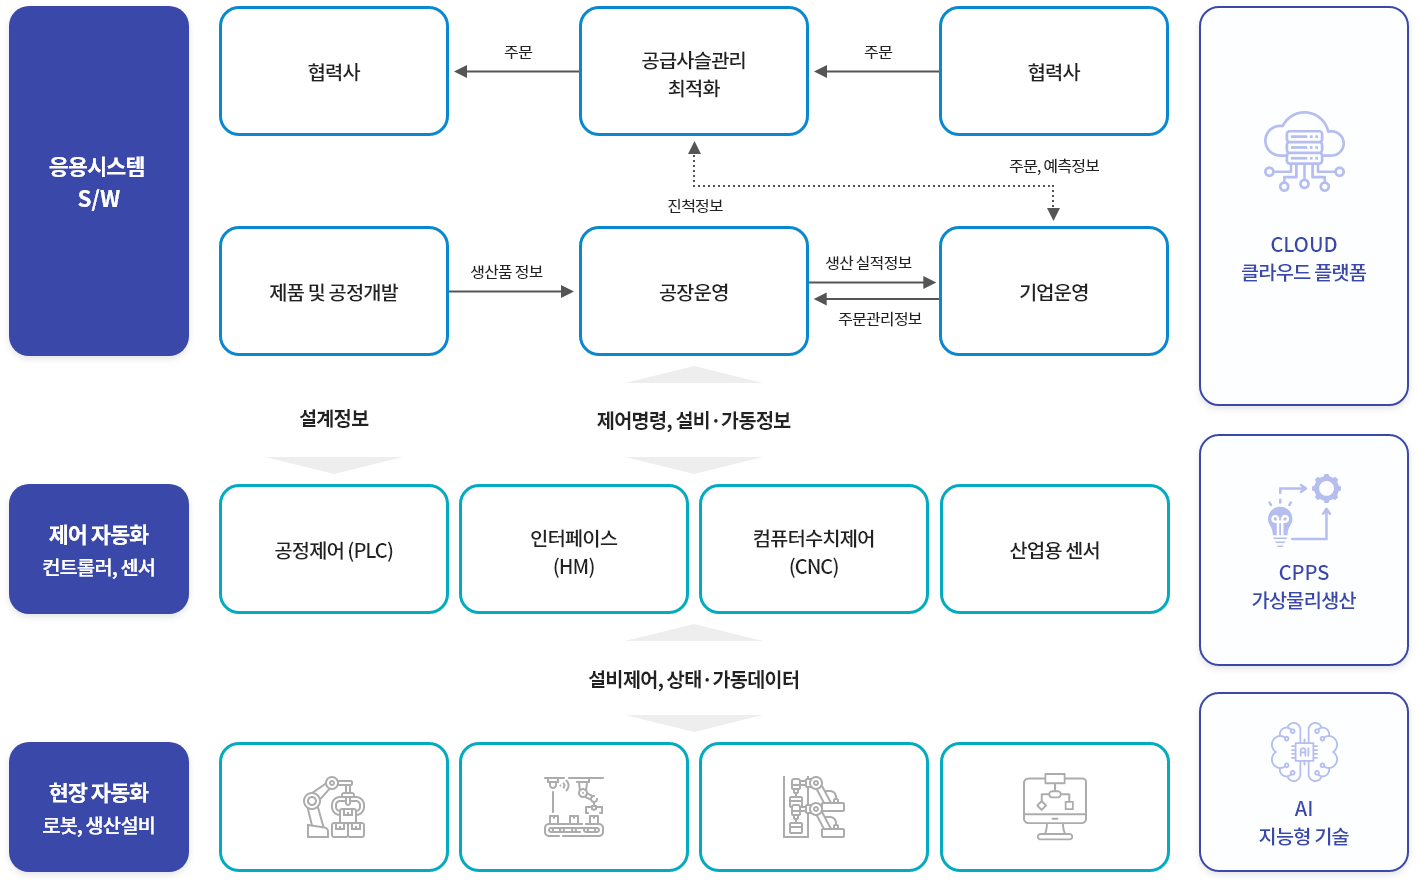 응용시스템
S/W
협력사
주문
공급사슬관리
최적화
주문
협력사
주문, 예측정보
진척정보
제품 및 공정개발
생산품 정보
공장운영
생산 실적정보
주문관리정보
기업운영
CLOUD
클라우드 플랫폼
설계정보
제어명령, 설비·가동정보
제어 자동화
컨트롤러, 센서
공정제어 (PLC)
인터페이스
(HM)
컴퓨터수치제어
(CNC)
산업용 센서
CPPS
가상물리생산
설비제어, 상태·가동데이터
현장 자동화
로봇, 생산설비
AI
AI
지능형 기술